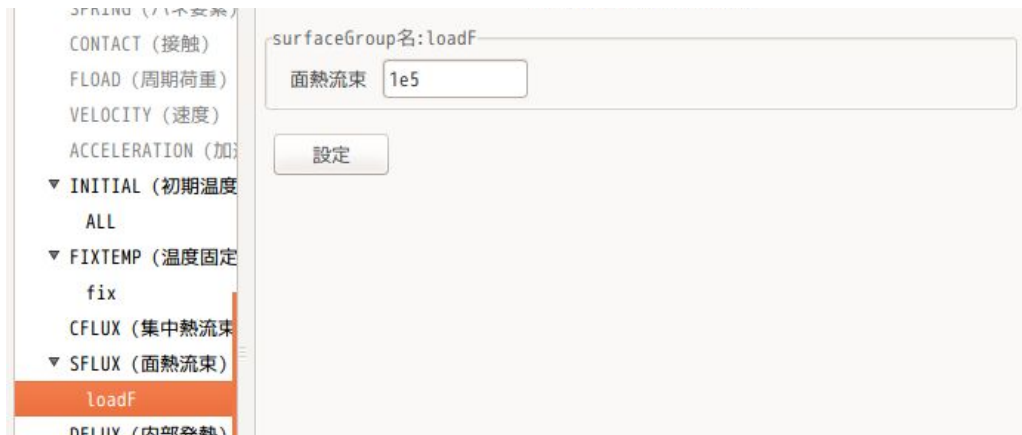 CONTACT (接触)
FLOAD (周期荷重)
VELOCITY (速度)
ACCELERATION (加
▼ INITIAL (初期温度
ALL
▼ FIXTEMP (温度固定
fix
CFLUX (集中熱流束
▼ SFLUX (面熱流束)
loadF
surfaceGroup名:loadF
面熱流束 1e5
設定